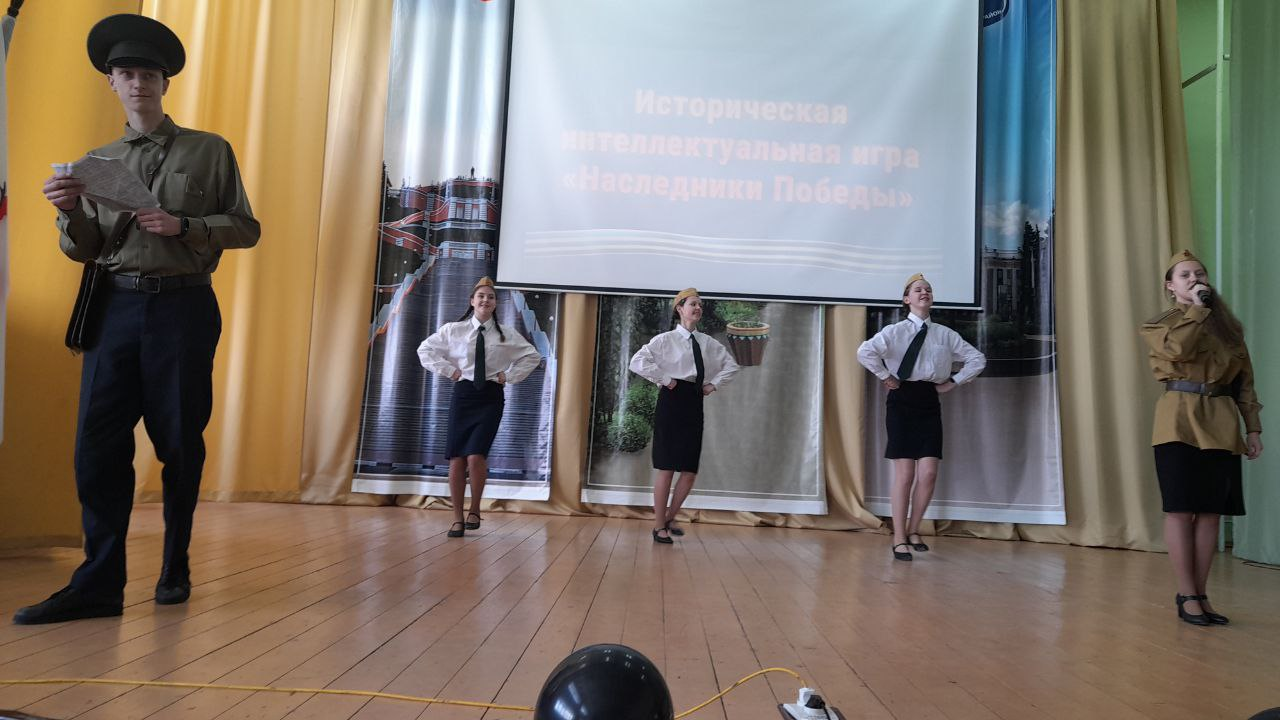 Историческая
интеллектуальная игра
«Наследники Победы»